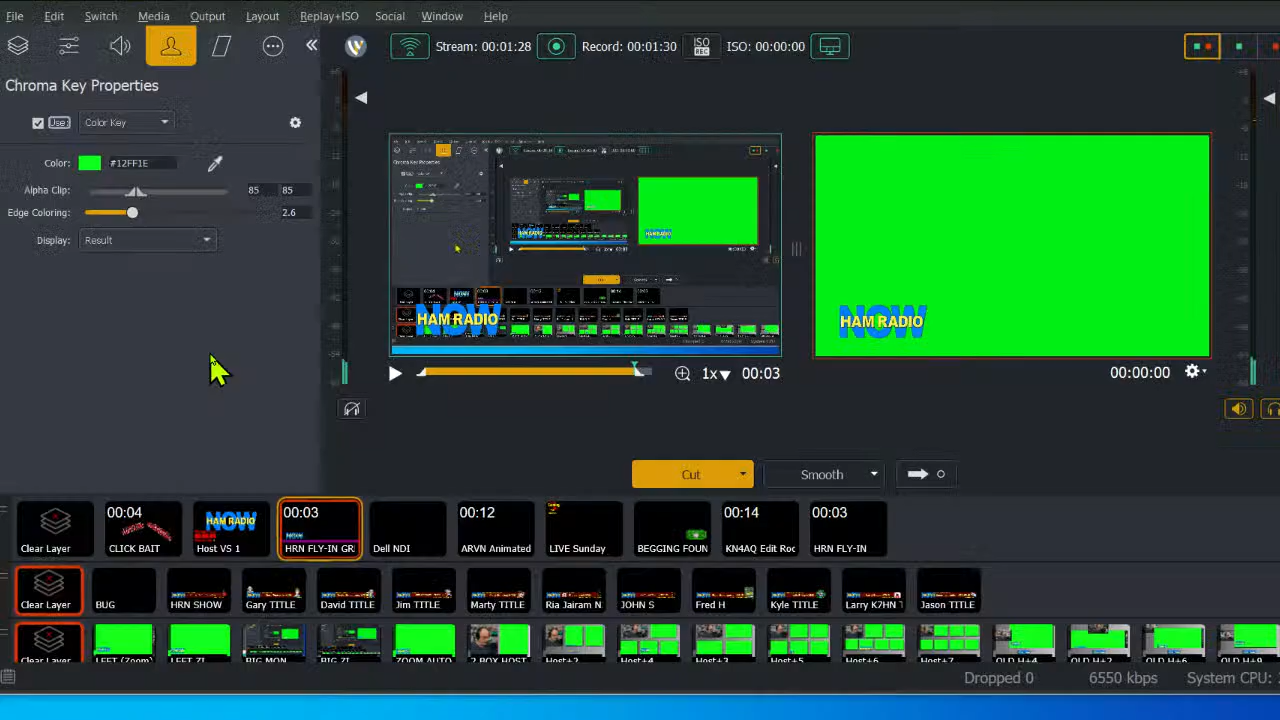 File Edit Switch Media Output Layout Replay+ISO Social Window Help
Stream: 00:01:28 Record: 00:01:30 ISO REC ISO: 00:00:00
Chroma Key Properties
Use: Color Key
Color: #12FF1E
Alpha Clip: 85 85
Edge Coloring: 2.6
Display: Result
NOW
HAM RADIO
NOW
HAM RADIO
1x 00:03
00:00:00
Cut Smooth
00:04 HAM RADIO NOW 00:03 00:12 00:14 00:03
Clear Layer CLICK BAIT Host VS 1 HRN FLY-IN GR Dell NDI ARVN Animated LIVE Sunday BEGGING FOUN KN4AQ Edit Roc HRN FLY-IN
Clear Layer BUG HRN SHOW Gary TITLE David TITLE Jim TITLE Marty TITLE Ria Jairam N JOHN S Fred H Kyle TITLE Larry K7HN T Jason TITLE
Clear Layer LEFT (Zoom) LEFT ZI BIG MON BIG ZI ZOOM AUTO 2 BOX HOST Host+2 Host+4 Host+3 Host+5 Host+6 Host+7 OLD H+4 OLD H+2 OLD H+6 OLD H+9
Dropped 0 6550 kbps System CPU: